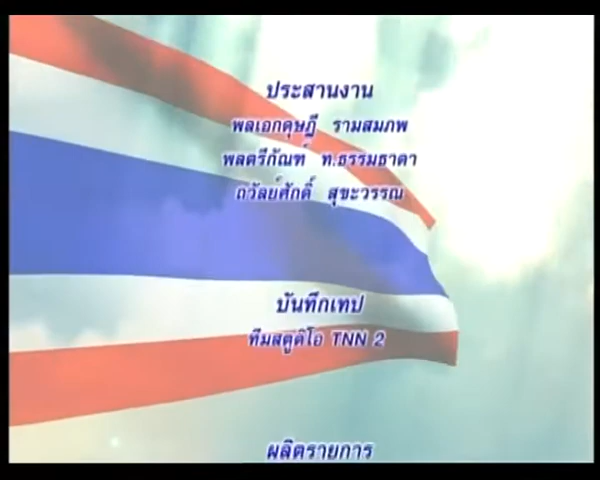 ประสานงาน
พลเอกดุษฎี รามสมภพ
พลตรีกัณฑ์ ท.ธรรมธาดา
ถวัลย์ศักดิ์ สุขะวรรณ
บันทึกเทป
ทีมสตูดิโอ TNN 2
ผลิตรายการ